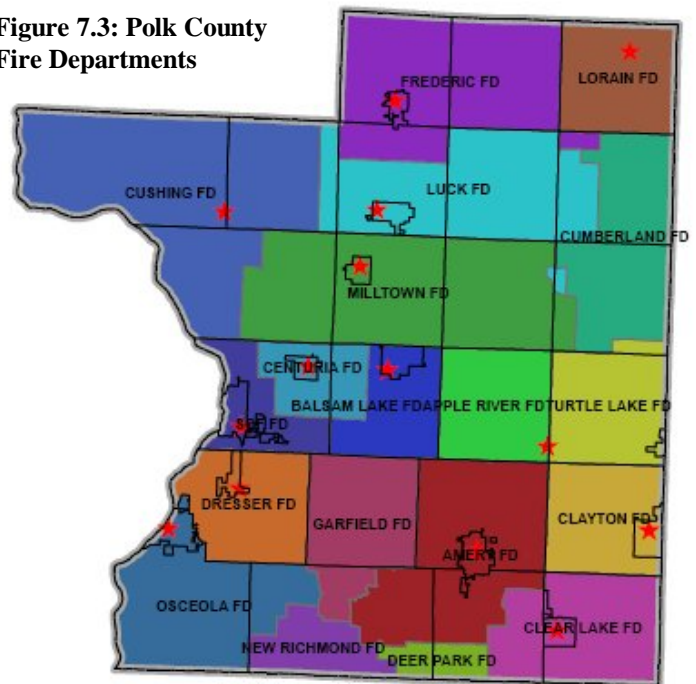 Figure 7.3: Polk County
Fire Departments
FREDERIC FD
LORAIN FD
CUSHING FD
LUCK FD
CUMBERLAND FD
MILLTOWN FD
CENTURIA FD
BALSAM LAKE FD
APPLE RIVER FD
TURTLE LAKE FD
FD
DRESSER FD
GARFIELD FD
CLAYTON FD
AMERY FD
OSCEOLA FD
CLEAR LAKE FD
NEW RICHMOND FD
DEER PARK FD